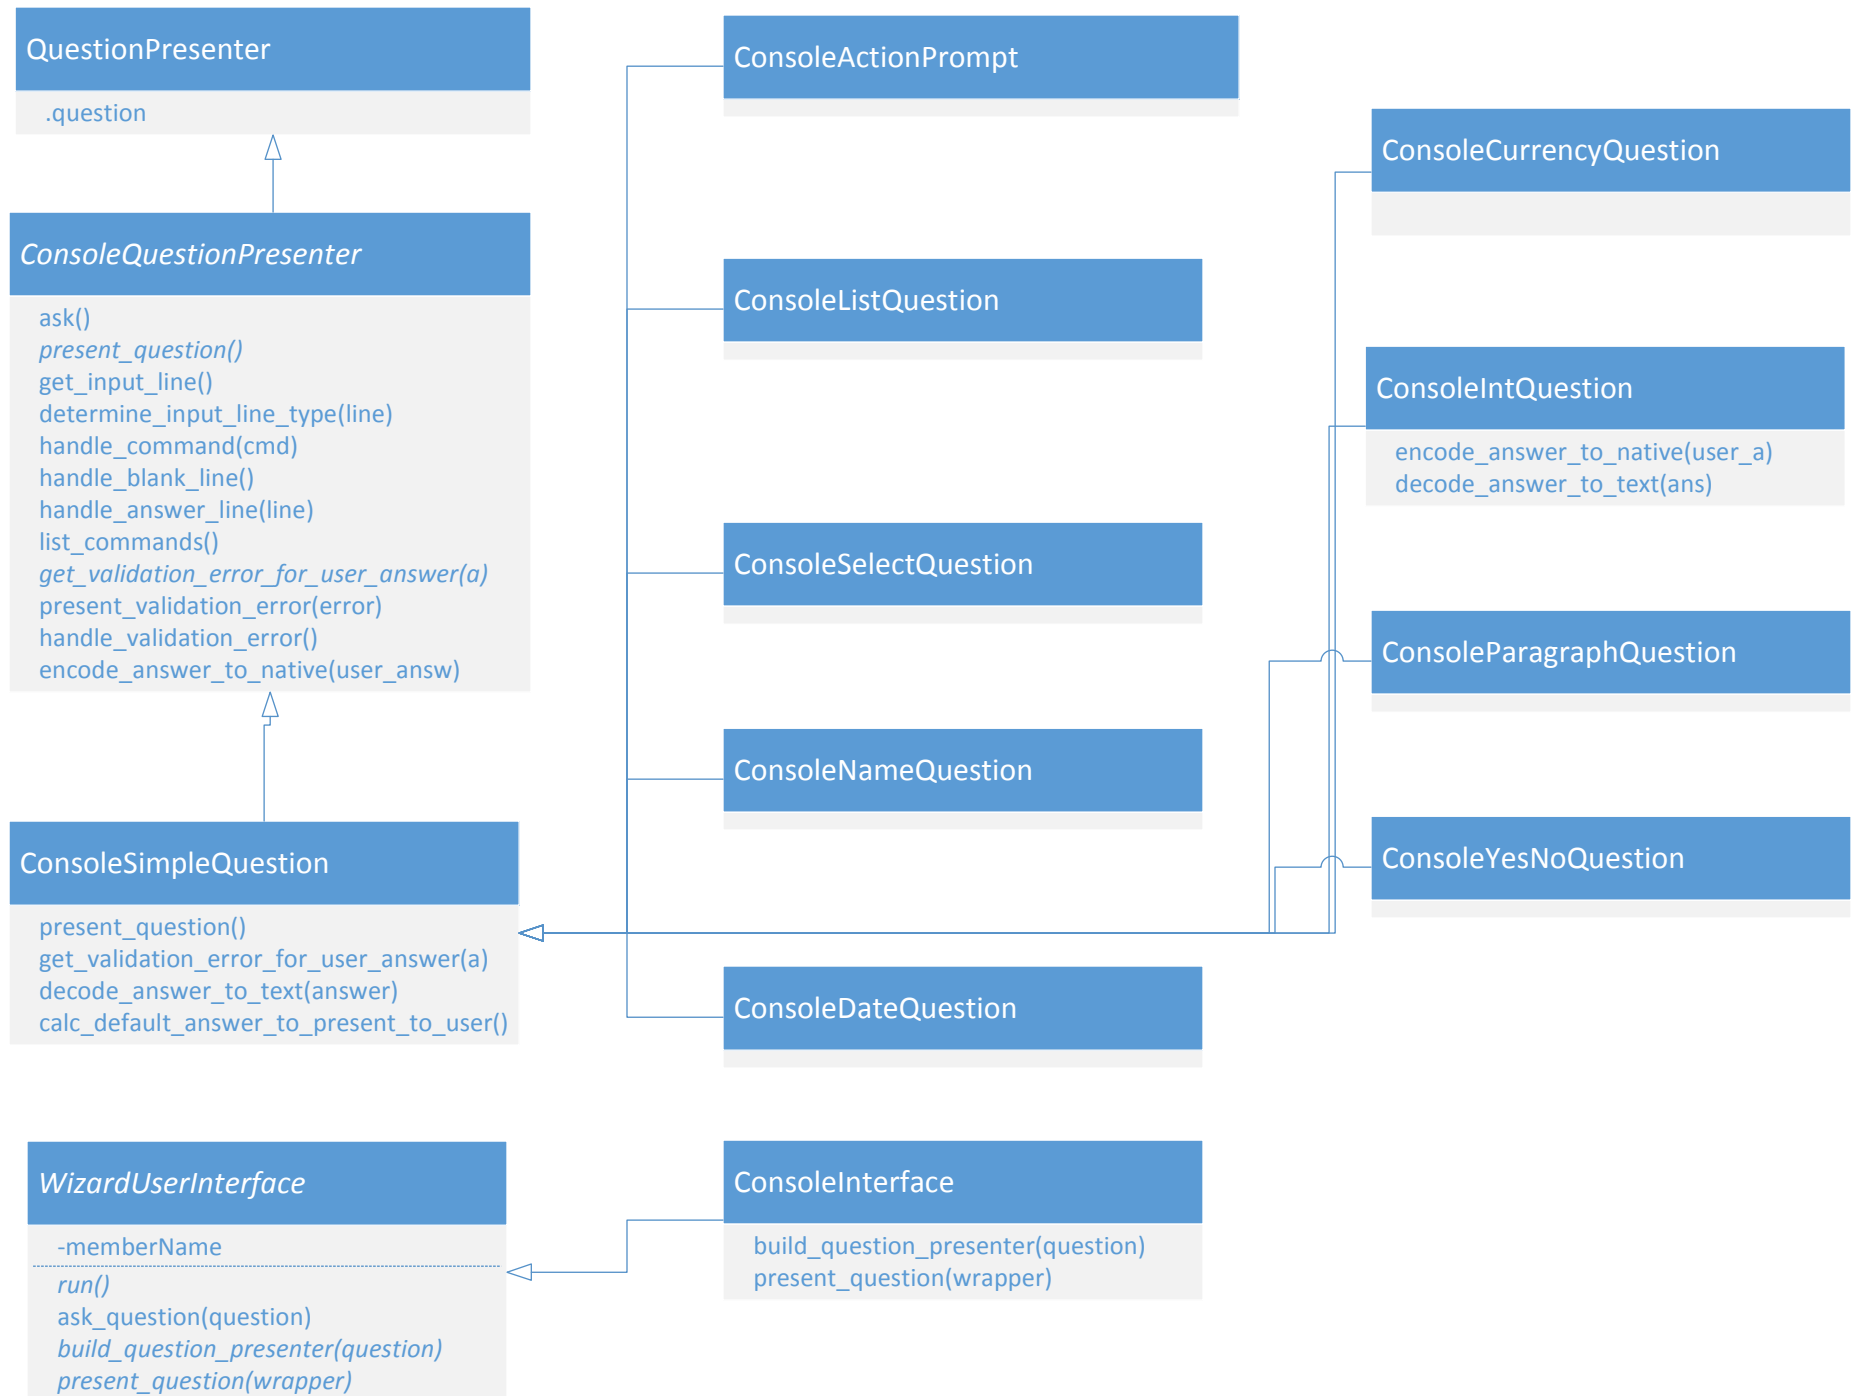 QuestionPresenter
.question
ConsoleQuestionPresenter
ask()
present_question()
get_input_line()
determine_input_line_type(line)
handle_command(cmd)
handle_blank_line()
handle_answer_line(line)
list_commands()
get_validation_error_for_user_answer(a)
present_validation_error(error)
handle_validation_error()
encode_answer_to_native(user_answ)
ConsoleSimpleQuestion
present_question()
get_validation_error_for_user_answer(a)
decode_answer_to_text(answer)
calc_default_answer_to_present_to_user()
WizardUserInterface
-memberName
run()
ask_question(question)
build_question_presenter(question)
present_question(wrapper)
ConsoleActionPrompt
ConsoleListQuestion
ConsoleSelectQuestion
ConsoleNameQuestion
ConsoleDateQuestion
ConsoleInterface
build_question_presenter(question)
present_question(wrapper)
ConsoleCurrencyQuestion
ConsoleIntQuestion
encode_answer_to_native(user_a)
decode_answer_to_text(ans)
ConsoleParagraphQuestion
ConsoleYesNoQuestion